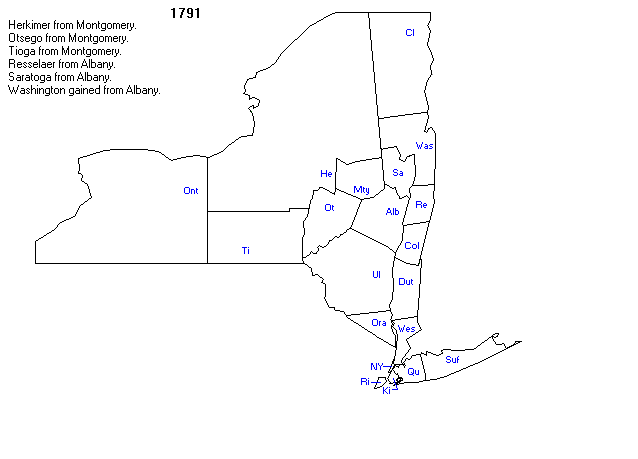 1791
Herkimer from Montgomery.
Otsego from Montgomery.
Tioga from Montgomery.
Resselaer from Albany.
Saratoga from Albany.
Washington gained from Albany.
Cl
Was
He
Sa
Mty
Ont
Ot
Alb
Re
Ti
Col
Ul
Dut
Ora
Wes
NY
Qu
Suf
Ri
Ki